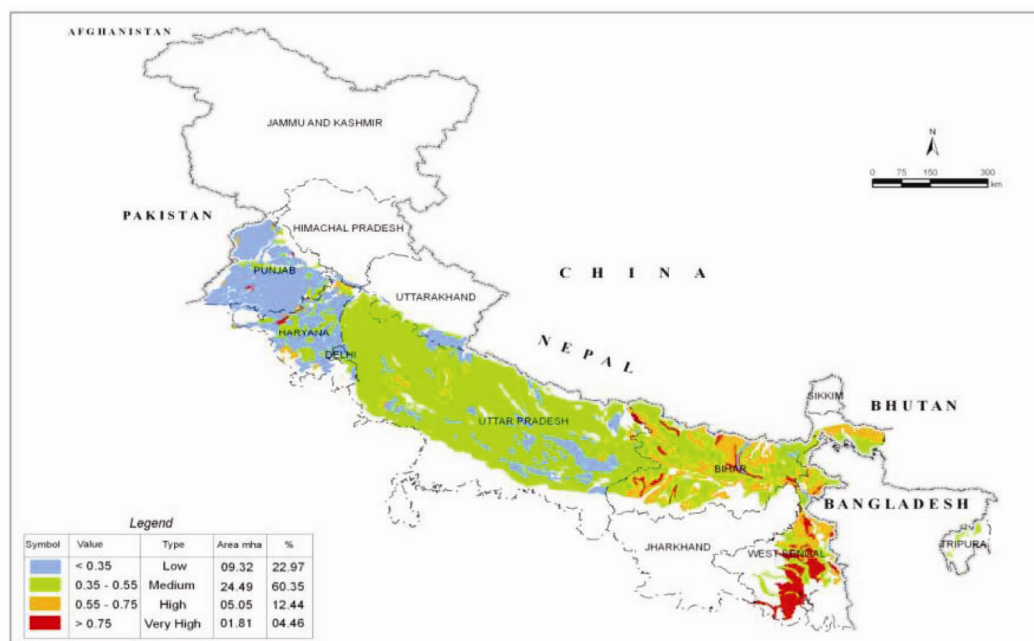 AFGHANISTAN
JAMMU AND KASHMIR
N
0 75 150 300
km
PAKISTAN
HIMACHAL PRADESH
PUNJAB
CHINA
UTTARAKHAND
HARYANA
DELHI
NEPAL
SIKKIM
BHUTAN
UTTAR PRADESH
BIHAR
BANGLADESH
JHARKHAND
WEST BENGAL
TRIPURA
Legend
Symbol Value Type Area mha %
< 0.35 Low 09.32 22.97
0.35 - 0.55 Medium 24.49 60.35
0.55 - 0.75 High 05.05 12.44
> 0.75 Very High 01.81 04.46